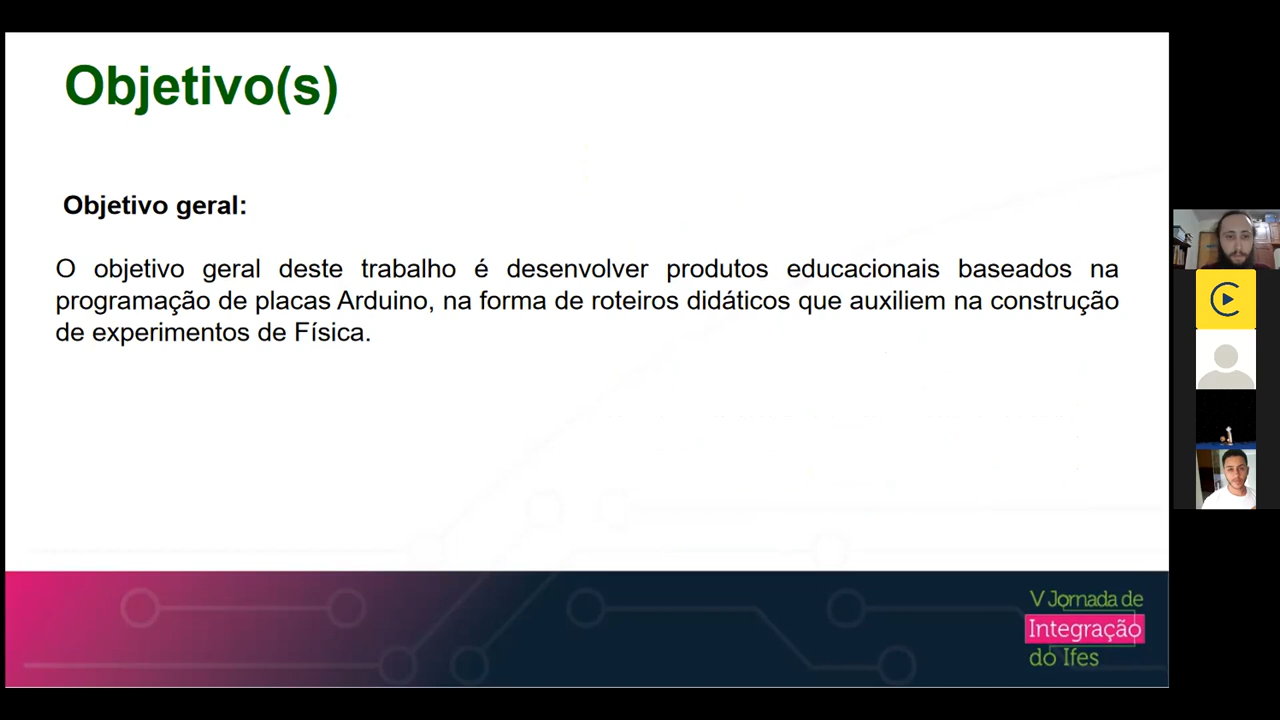 Objetivo(s)
Objetivo geral:
O objetivo geral deste trabalho é desenvolver produtos educacionais baseados na
programação de placas Arduino, na forma de roteiros didáticos que auxiliem na construção
de experimentos de Física.
V Jornada de
Integração
do Ifes